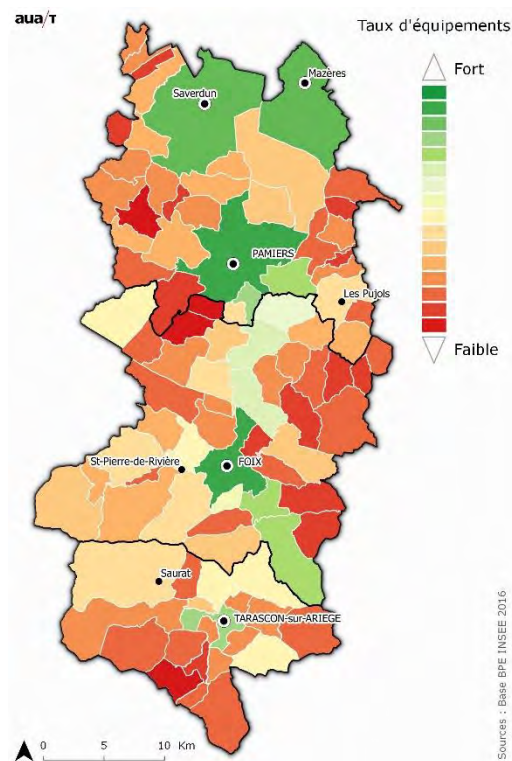 aua/T
Taux d'équipements
Fort
Faible
Mazères
Saverdun
PAMIERS
Les Pujols
St-Pierre-de-Rivière
FOIX
Saurat
TARASCON-sur-ARIEGE
Sources : Base BPE INSEE 2016
0 5 10 Km